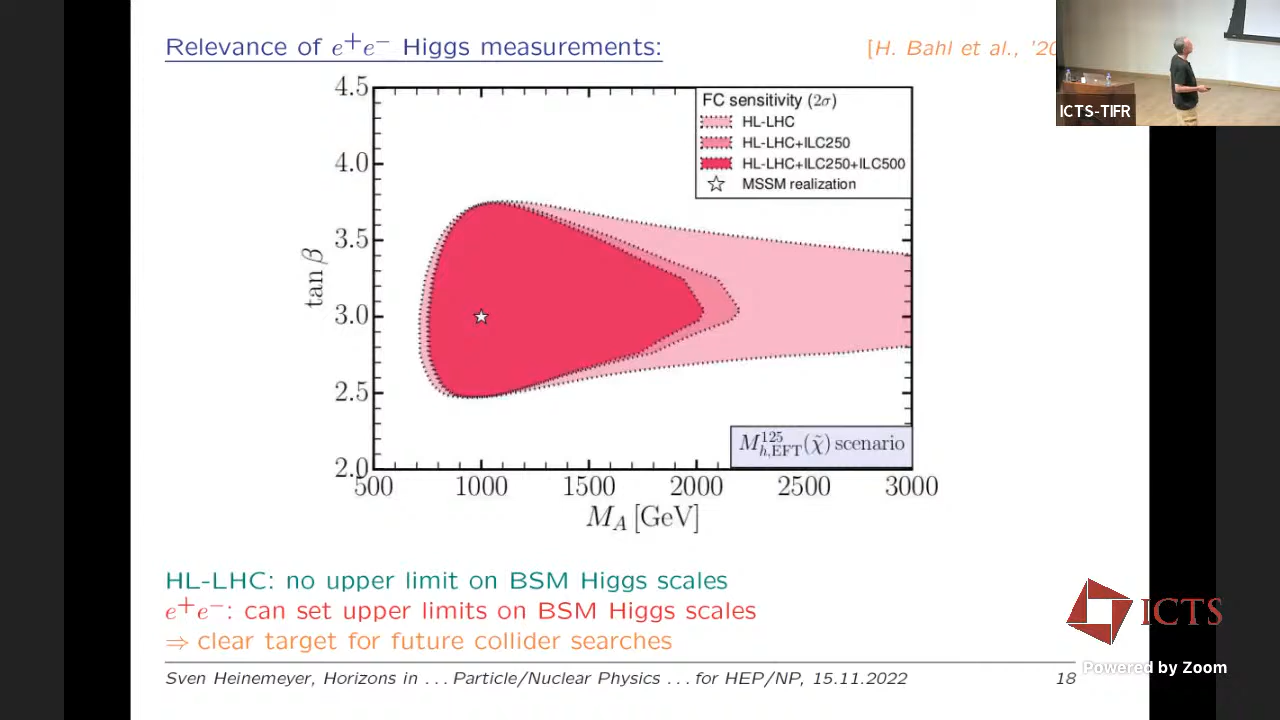 Relevance of e⁺e⁻ Higgs measurements:
[H. Bahl et al., '20
ICTS-TIFR
FC sensitivity (2σ)
HL-LHC
HL-LHC+ILC250
HL-LHC+ILC250+ILC500
MSSM realization
4.5
4.0
3.5
3.0
2.5
2.0
tan β
M_{h,EFT}^{125}(χ̃) scenario
500 1000 1500 2000 2500 3000
M_A [GeV]
HL-LHC: no upper limit on BSM Higgs scales
e⁺e⁻: can set upper limits on BSM Higgs scales
⇒ clear target for future collider searches
ICTS
Powered by Zoom
Sven Heinemeyer, Horizons in ... Particle/Nuclear Physics ... for HEP/NP, 15.11.2022
18